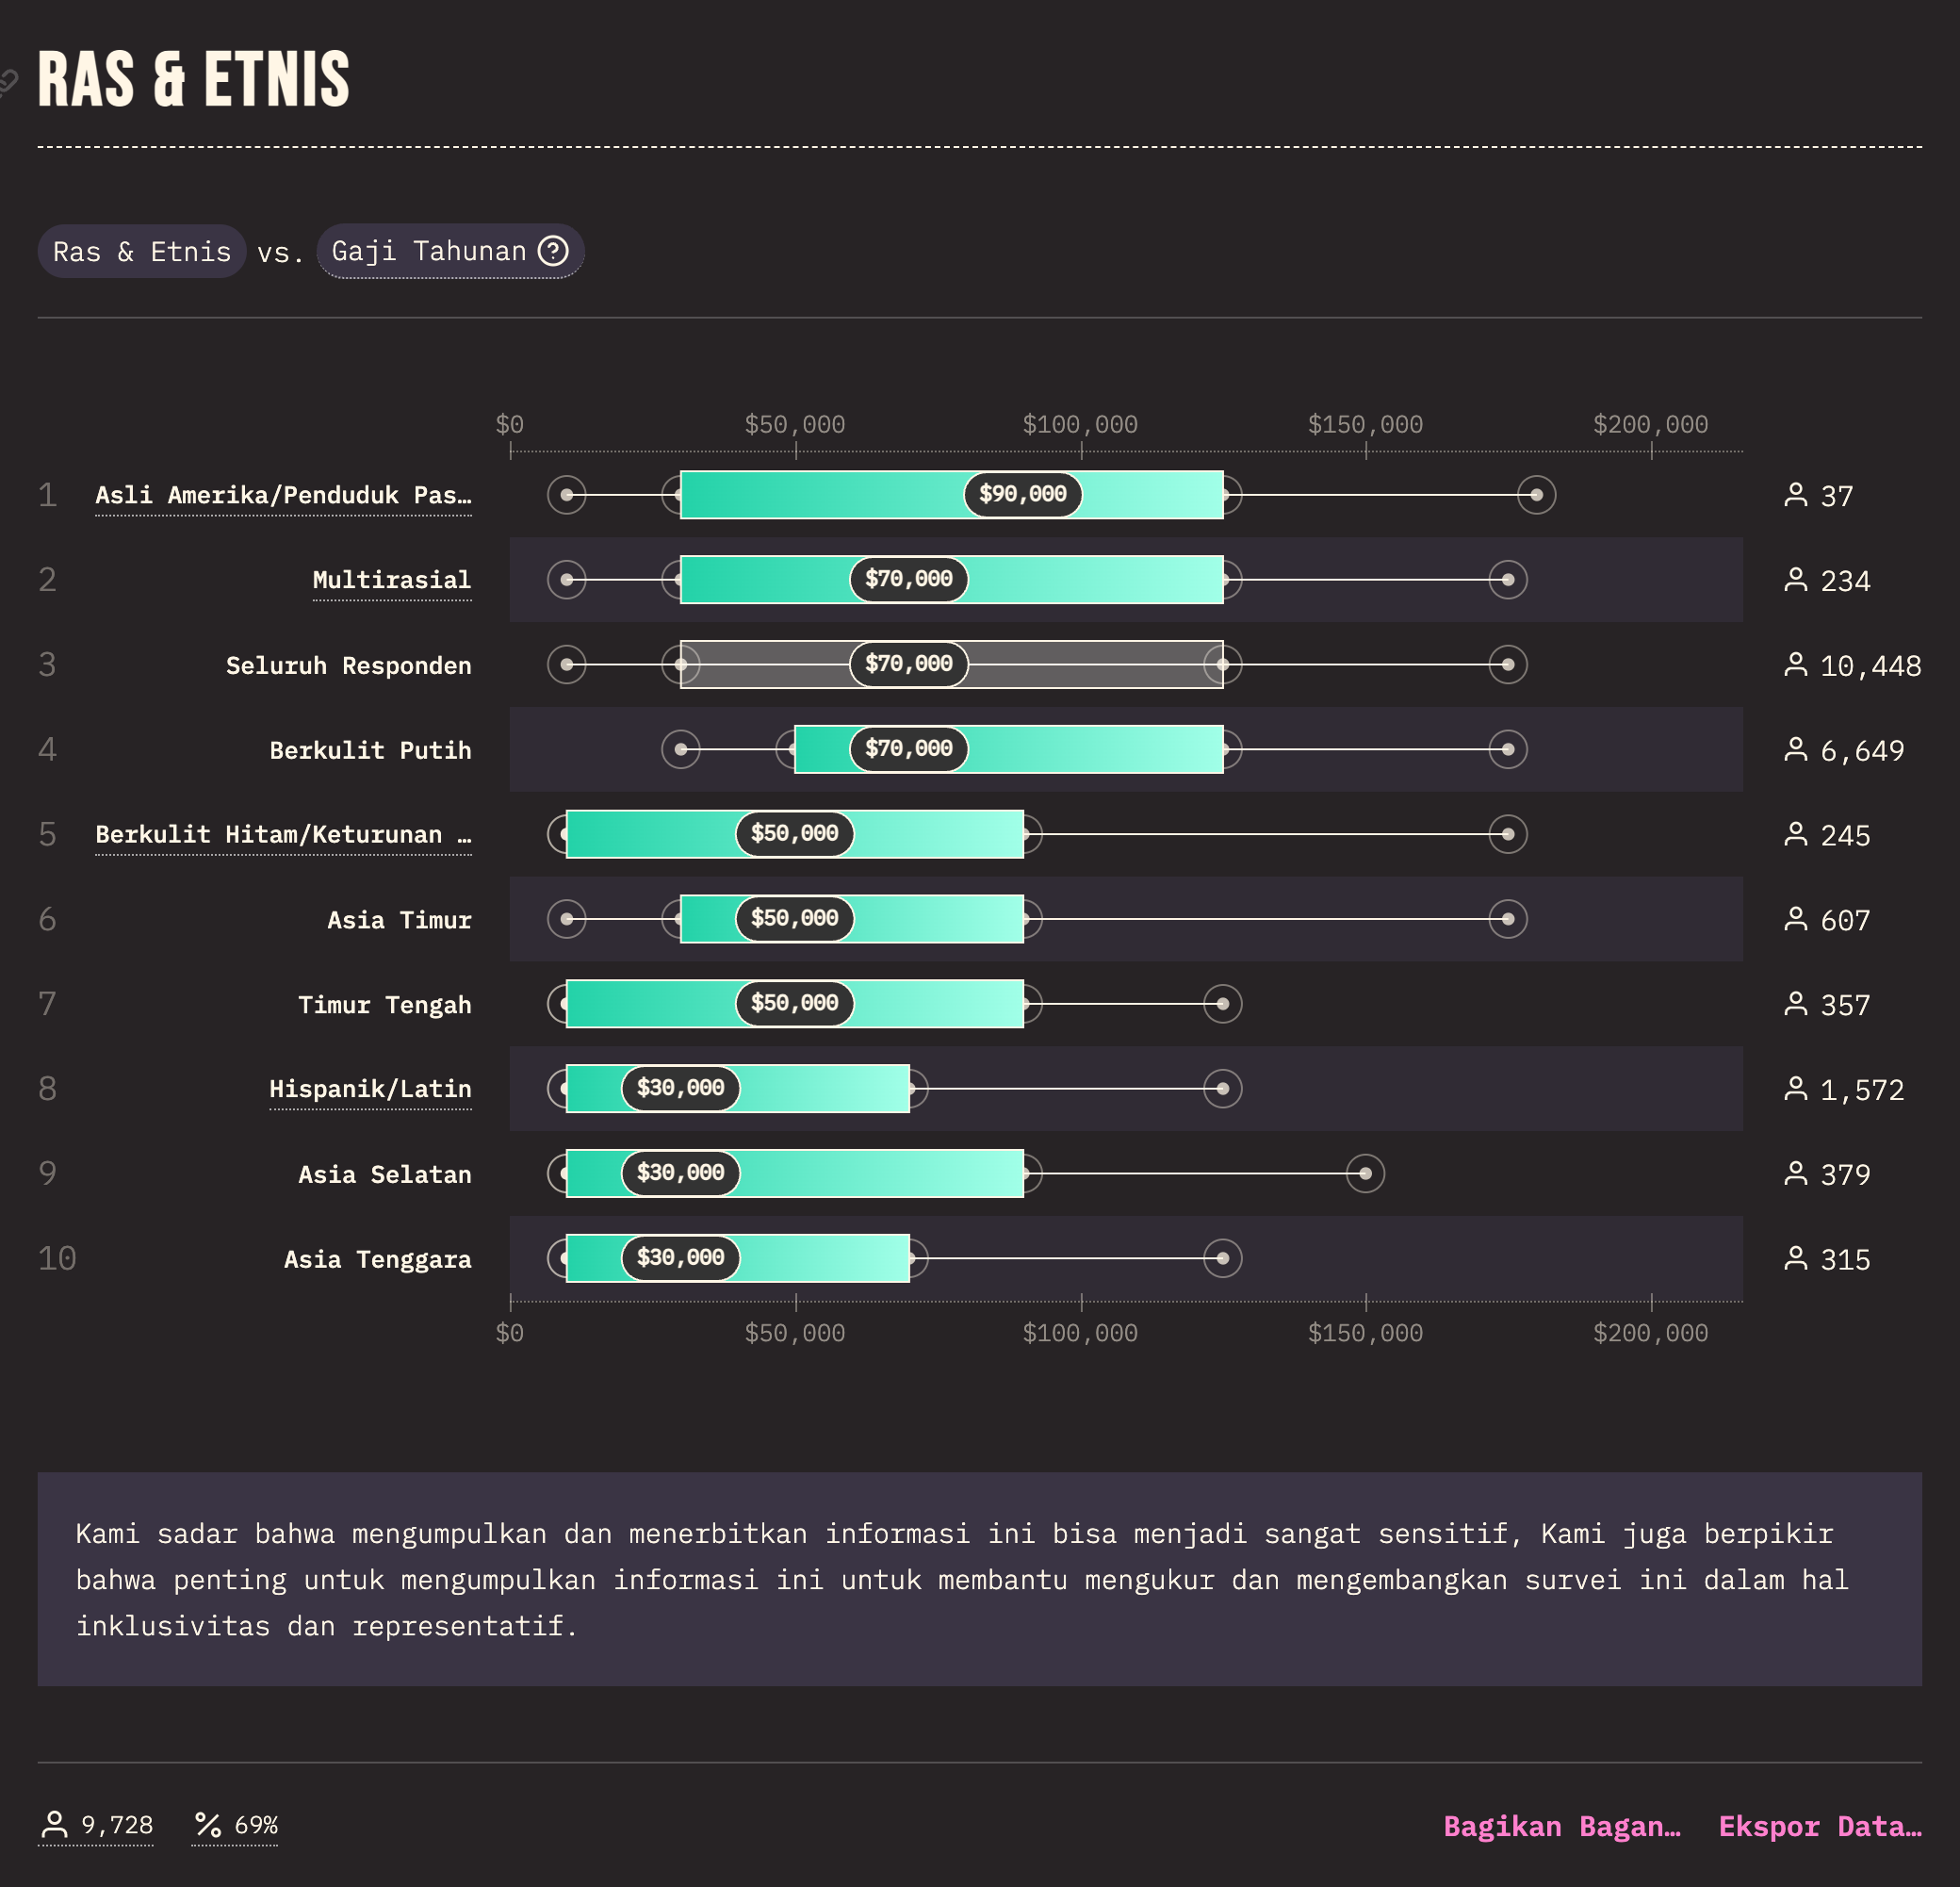 RAS & ETNIS
Ras & Etnis vs. Gaji Tahunan
$0 $50,000 $100,000 $150,000 $200,000
1 Asli Amerika/Penduduk Pas… $90,000 37
2 Multirasial $70,000 234
3 Seluruh Responden $70,000 10,448
4 Berkulit Putih $70,000 6,649
5 Berkulit Hitam/Keturunan … $50,000 245
6 Asia Timur $50,000 607
7 Timur Tengah $50,000 357
8 Hispanik/Latin $30,000 1,572
9 Asia Selatan $30,000 379
10 Asia Tenggara $30,000 315
$0 $50,000 $100,000 $150,000 $200,000
Kami sadar bahwa mengumpulkan dan menerbitkan informasi ini bisa menjadi sangat sensitif, Kami juga berpikir
bahwa penting untuk mengumpulkan informasi ini untuk membantu mengukur dan mengembangkan survei ini dalam hal
inklusivitas dan representatif.
9,728 69% Bagikan Bagan… Ekspor Data…